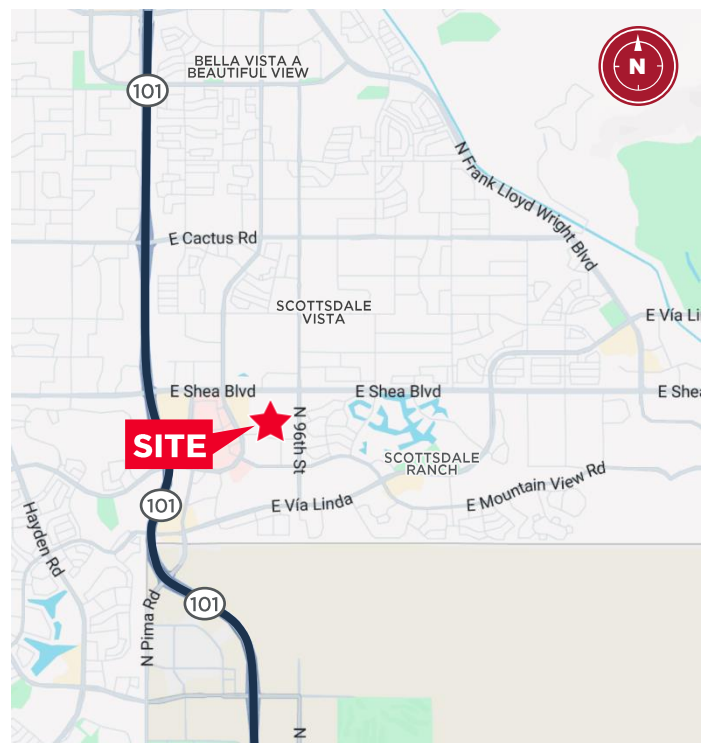 BELLA VISTA A
BEAUTIFUL VIEW
N
101
N Frank Lloyd Wright Blvd
E Cactus Rd
SCOTTSDALE
VISTA
E Vía Li
E Shea Blvd
E Shea Blvd
E Shea
SITE
N 96th St
SCOTTSDALE
RANCH
E Mountain View Rd
101
E Vía Linda
Hayden Rd
N Pima Rd
101
N